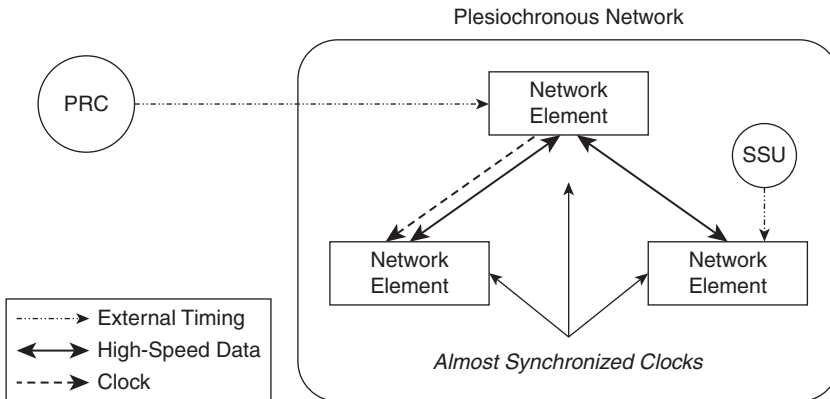 Plesiochronous Network
PRC
Network
Element
SSU
Network
Element
Network
Element
External Timing
High-Speed Data
Clock
Almost Synchronized Clocks